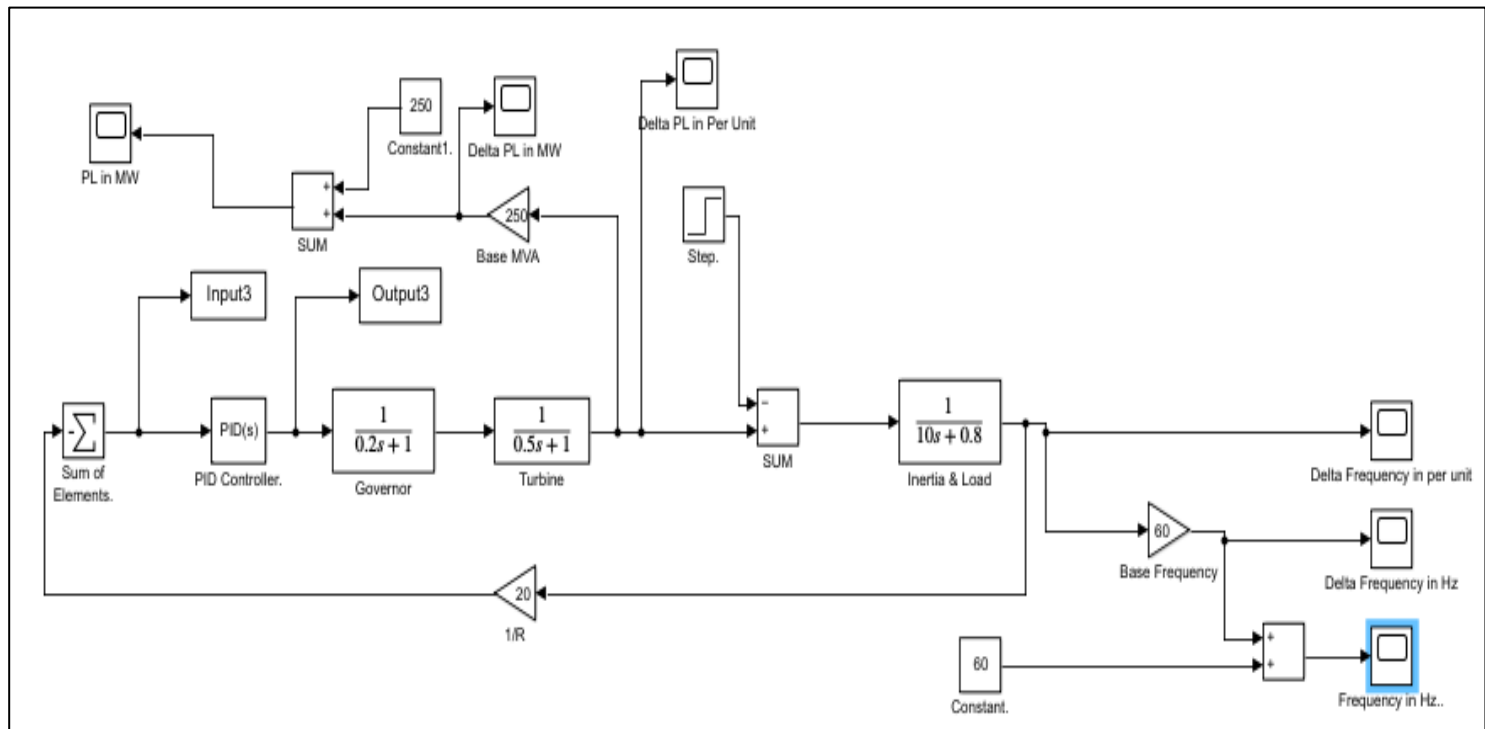 Delta PL in Per Unit
250
Constant1.
Delta PL in MW
PL in MW
+
+
SUM
250
Base MVA
Step.
Input3
Output3
-∑
Sum of
Elements.
PID(s)
PID Controller.
1
0.2s + 1
Governor
1
0.5s + 1
Turbine
−
+
SUM
1
10s + 0.8
Inertia & Load
Delta Frequency in per unit
60
Base Frequency
Delta Frequency in Hz
20
1/R
60
Constant.
+
+
Frequency in Hz..